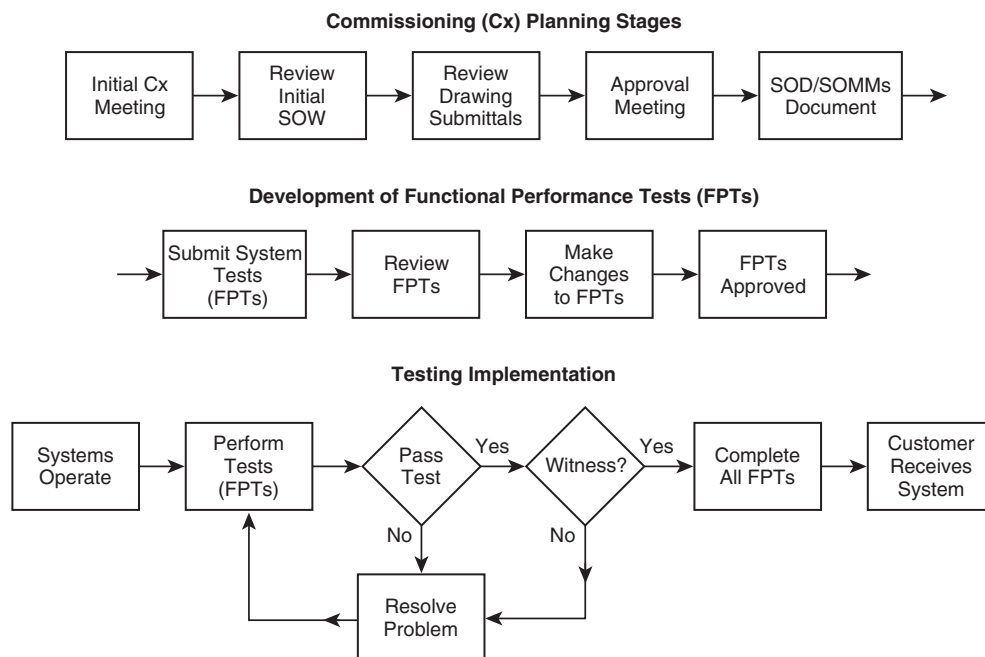 Commissioning (Cx) Planning Stages
Initial Cx
Meeting
Review
Initial
SOW
Review
Drawing
Submittals
Approval
Meeting
SOD/SOMMs
Document
Development of Functional Performance Tests (FPTs)
Submit System
Tests
(FPTs)
Review
FPTs
Make
Changes
to FPTs
FPTs
Approved
Testing Implementation
Systems
Operate
Perform
Tests
(FPTs)
Pass
Test
Yes
Witness?
Yes
Complete
All FPTs
Customer
Receives
System
No
No
Resolve
Problem